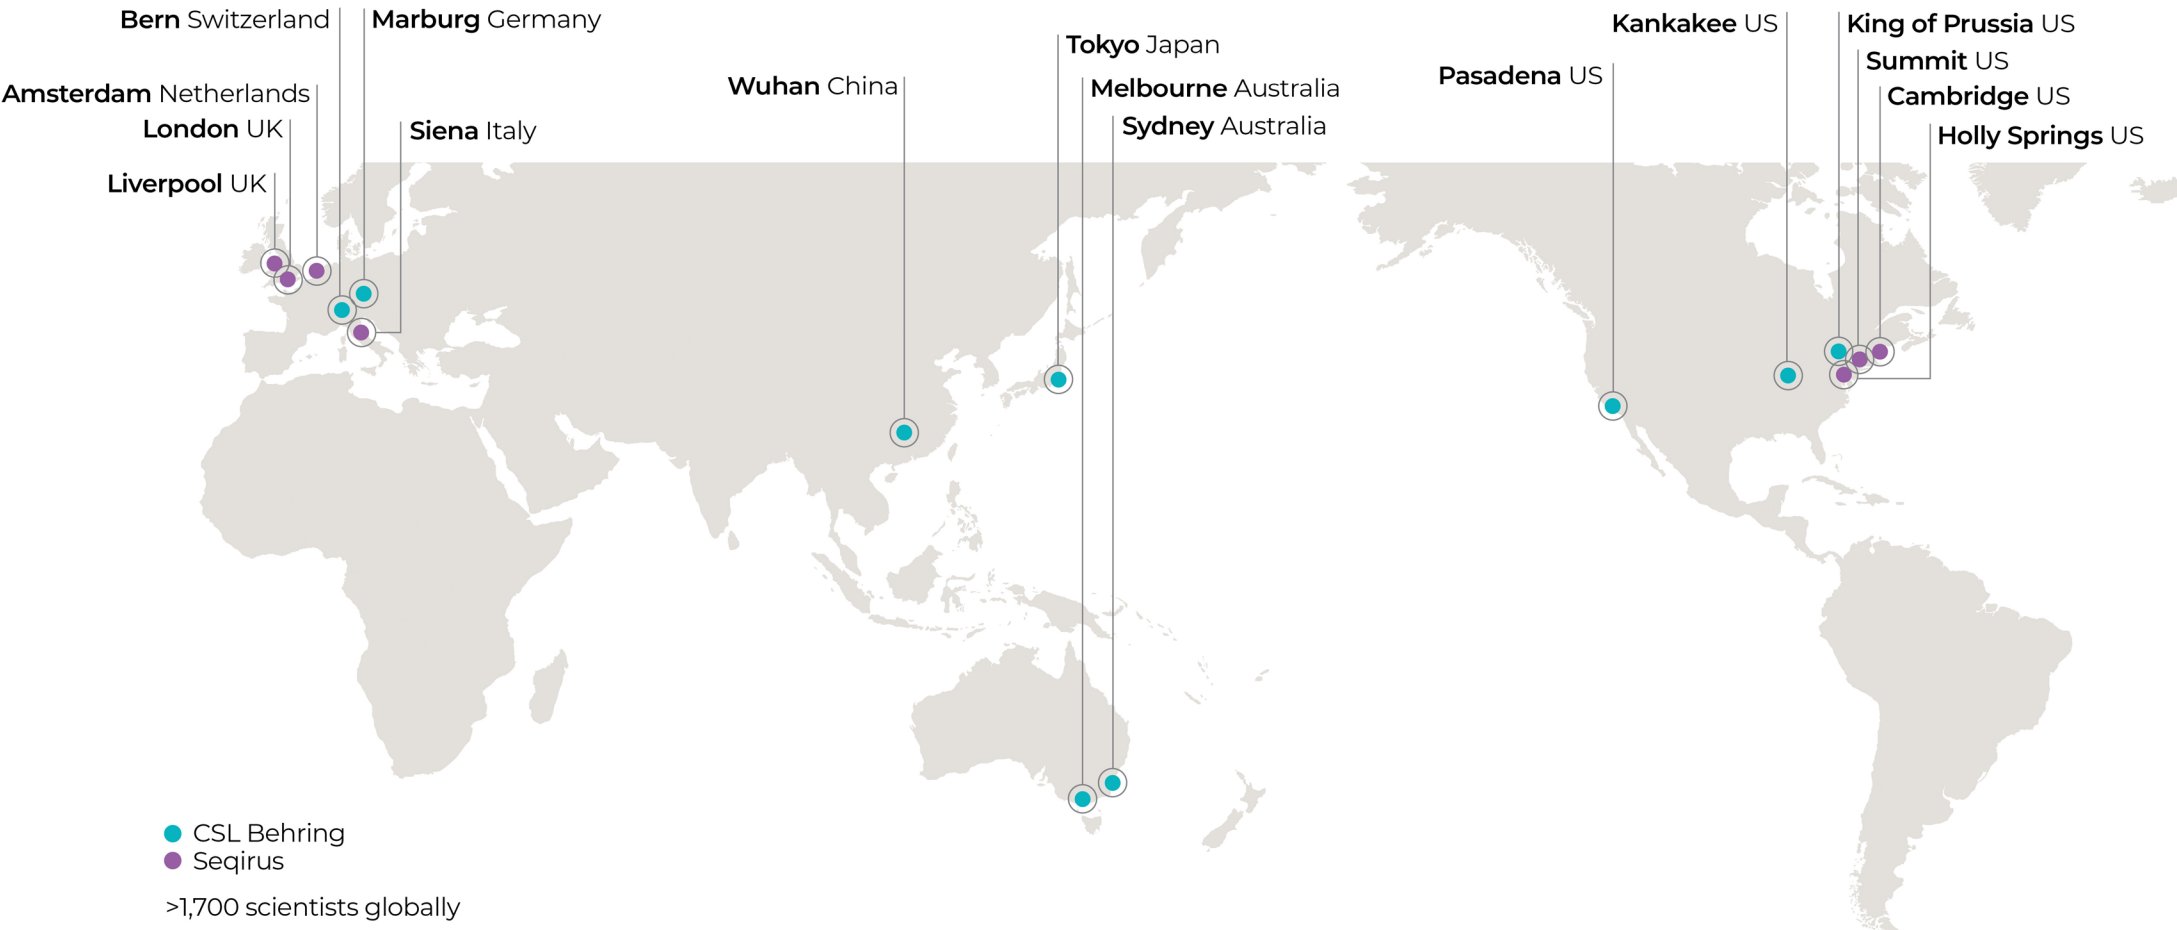 Bern Switzerland
Marburg Germany
Amsterdam Netherlands
London UK
Siena Italy
Liverpool UK
Wuhan China
Tokyo Japan
Melbourne Australia
Sydney Australia
Pasadena US
Kankakee US
King of Prussia US
Summit US
Cambridge US
Holly Springs US
CSL Behring
Seqirus
>1,700 scientists globally